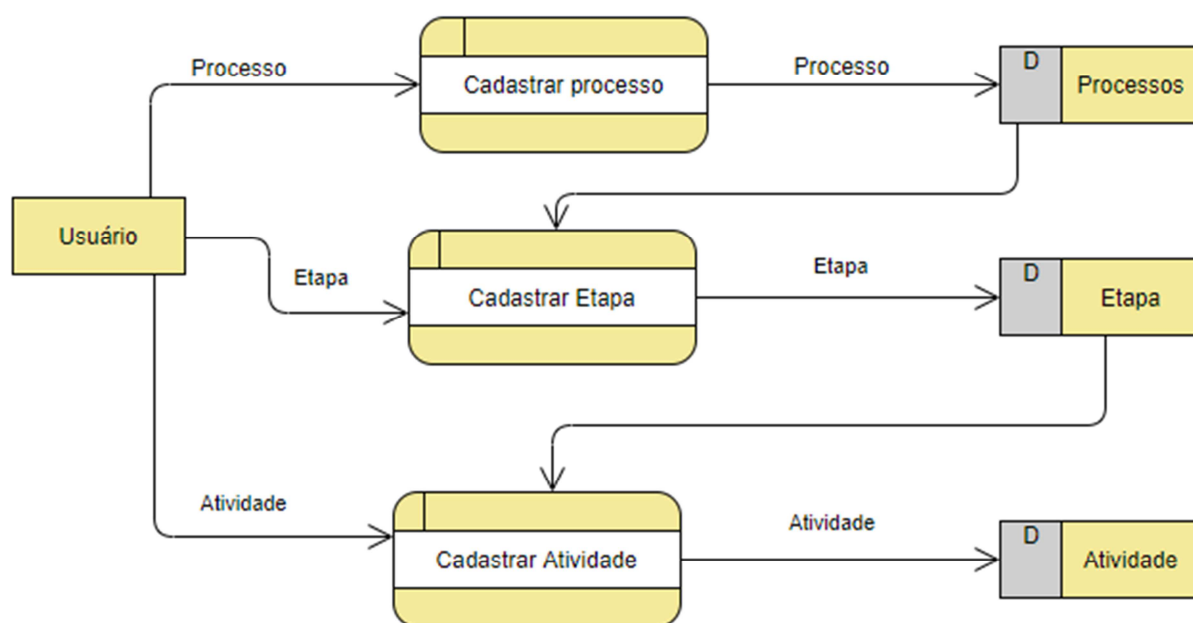 Processo
Cadastrar processo
Processo
D
Processos
Usuário
Etapa
Cadastrar Etapa
Etapa
D
Etapa
Atividade
Cadastrar Atividade
Atividade
D
Atividade